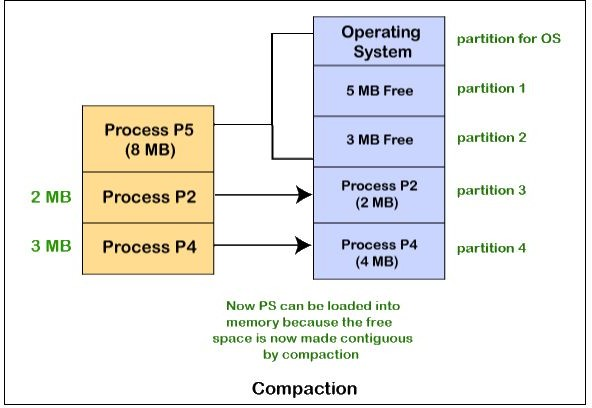 Operating
System
partition for OS
5 MB Free
partition 1
Process P5
(8 MB)
3 MB Free
partition 2
2 MB
Process P2
Process P2
(2 MB)
partition 3
3 MB
Process P4
Process P4
(4 MB)
partition 4
Now PS can be loaded into
memory because the free
space is now made contiguous
by compaction
Compaction